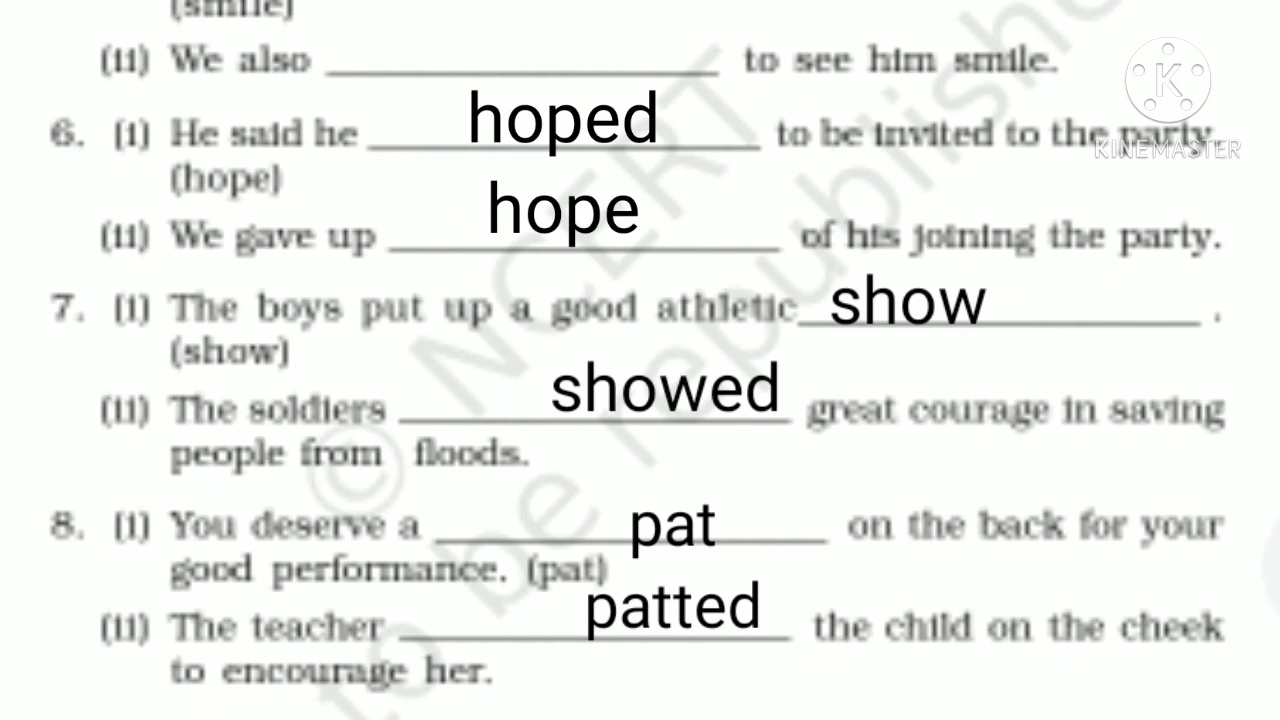 (smile)
(ii) We also ____________ to see him smile.
6. (i) He said he hoped to be invited to the party.
(hope)
(ii) We gave up hope of his joining the party.
7. (i) The boys put up a good athletic show .
(show)
(ii) The soldiers showed great courage in saving
people from floods.
8. (i) You deserve a pat on the back for your
good performance. (pat)
(ii) The teacher patted the child on the cheek
to encourage her.
© NCERT
to be republished
K
KINEMASTER